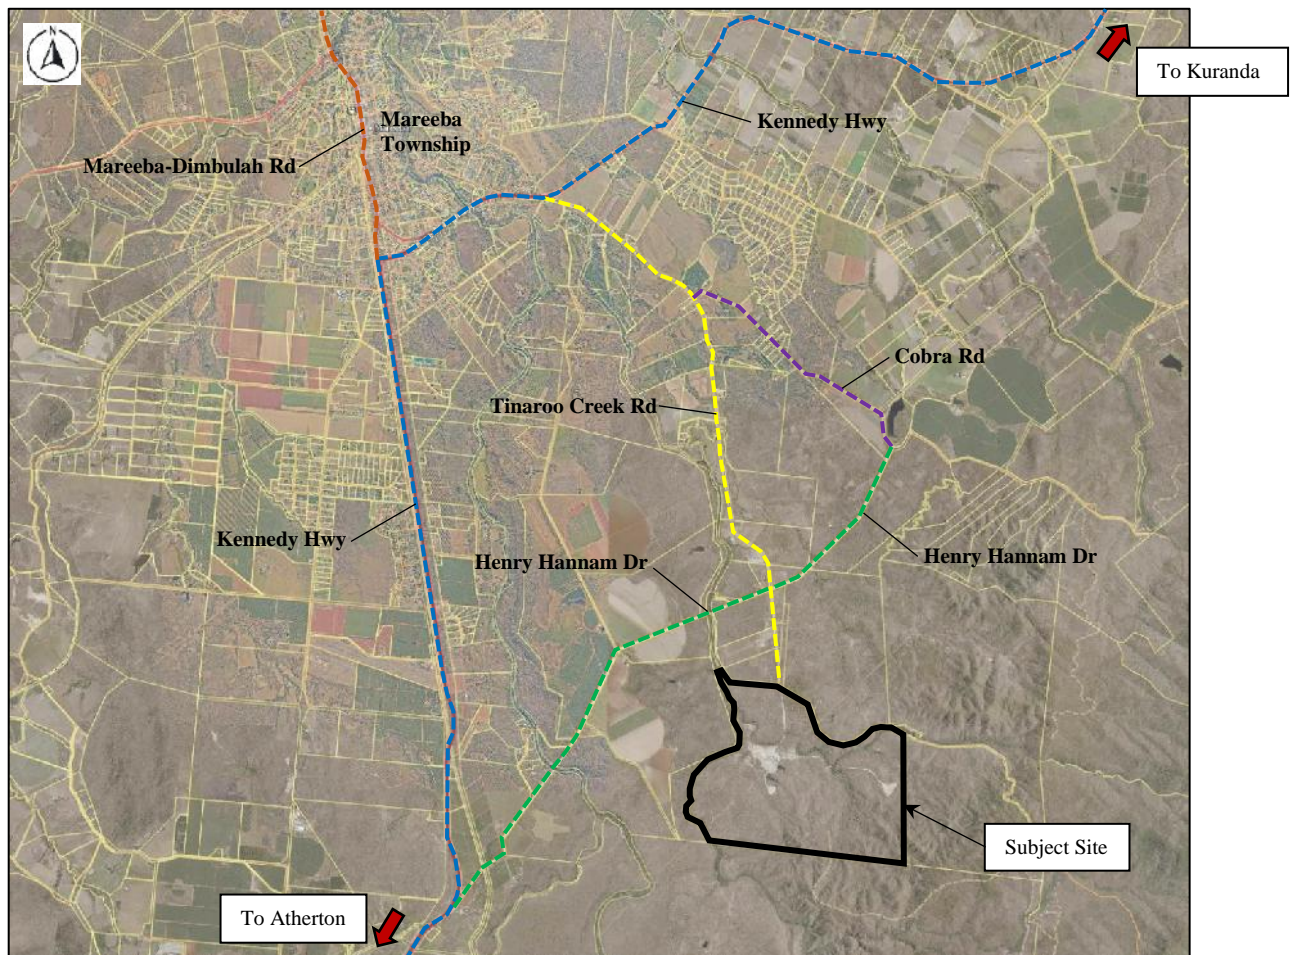 N
To Kuranda
Kennedy Hwy
Mareeba
Township
Mareeba-Dimbulah Rd
Cobra Rd
Tinaroo Creek Rd
Kennedy Hwy
Henry Hannam Dr
Henry Hannam Dr
Subject Site
To Atherton